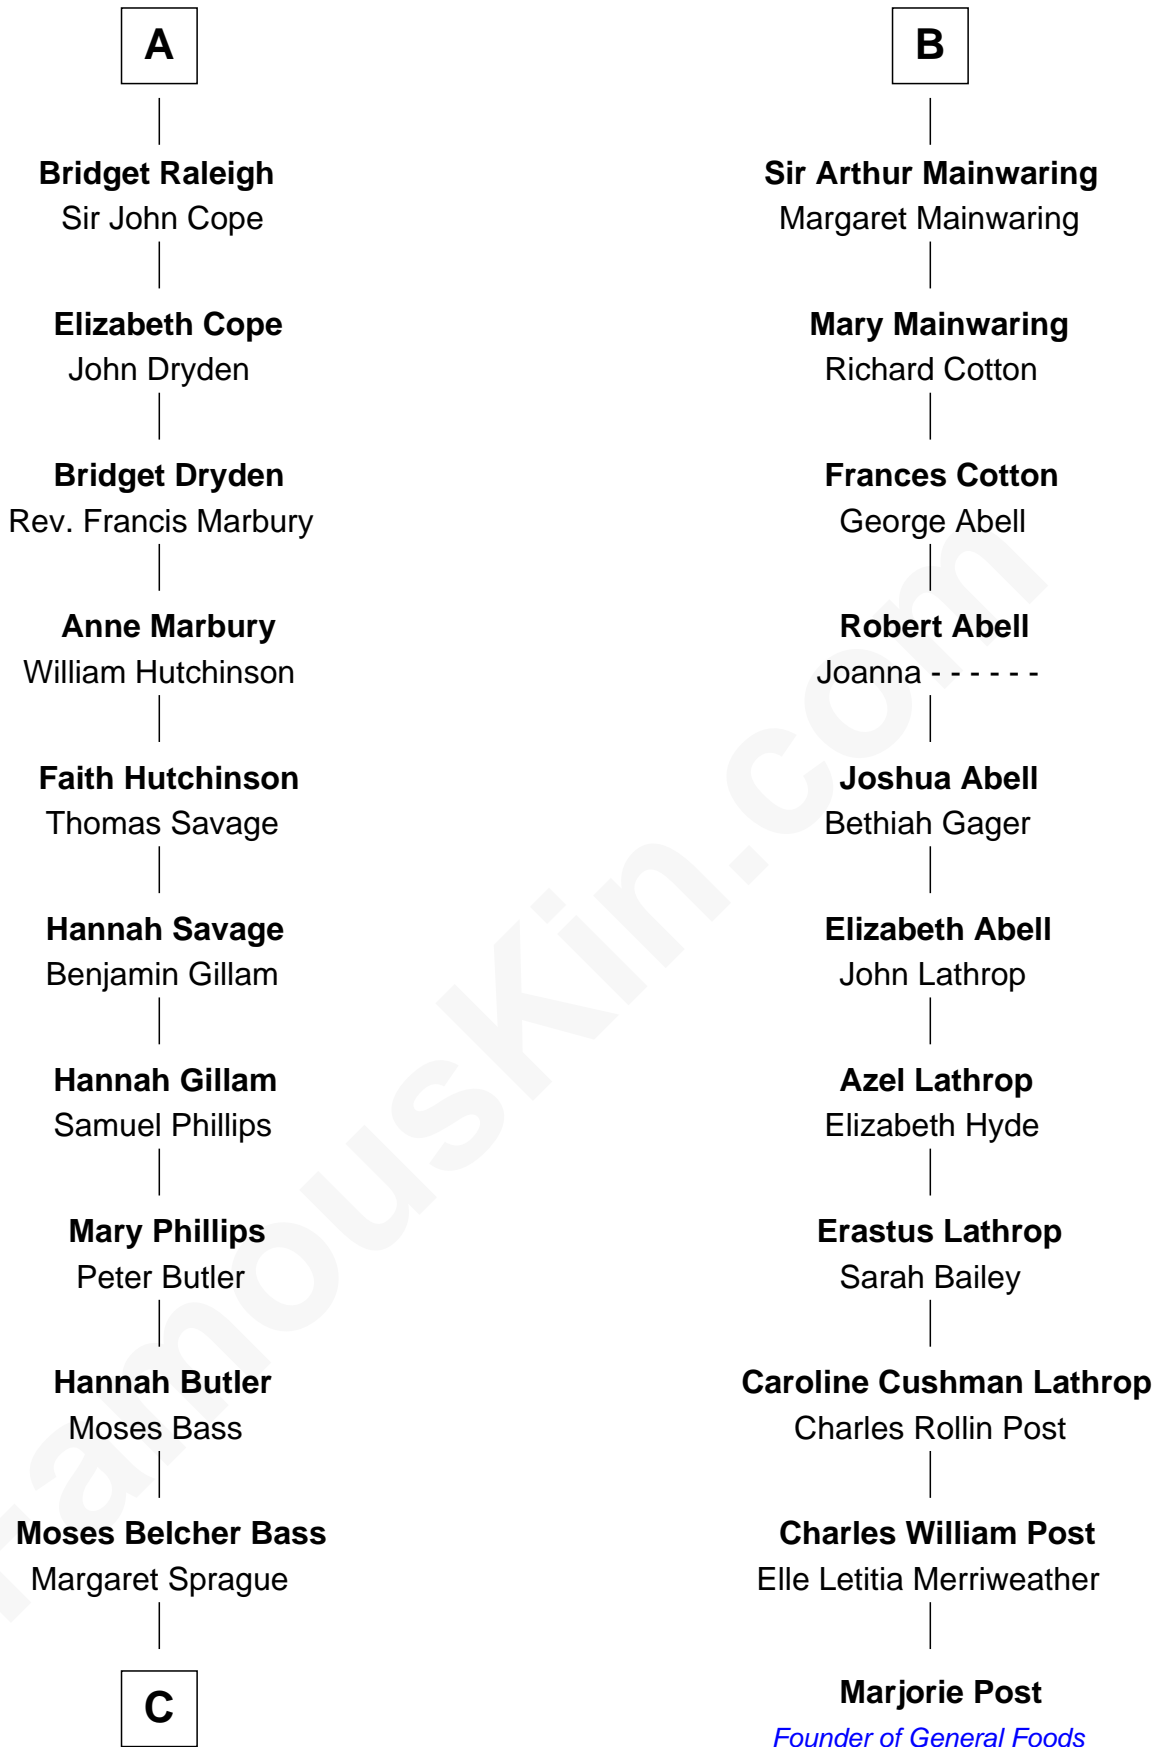 A
Bridget Raleigh
Sir John Cope
Elizabeth Cope
John Dryden
Bridget Dryden
Rev. Francis Marbury
Anne Marbury
William Hutchinson
Faith Hutchinson
Thomas Savage
Hannah Savage
Benjamin Gillam
Hannah Gillam
Samuel Phillips
Mary Phillips
Peter Butler
Hannah Butler
Moses Bass
Moses Belcher Bass
Margaret Sprague
C
B
Sir Arthur Mainwaring
Margaret Mainwaring
Mary Mainwaring
Richard Cotton
Frances Cotton
George Abell
Robert Abell
Joanna - - - - - -
Joshua Abell
Bethiah Gager
Elizabeth Abell
John Lathrop
Azel Lathrop
Elizabeth Hyde
Erastus Lathrop
Sarah Bailey
Caroline Cushman Lathrop
Charles Rollin Post
Charles William Post
Elle Letitia Merriweather
Marjorie Post
Founder of General Foods
FamousKin.com